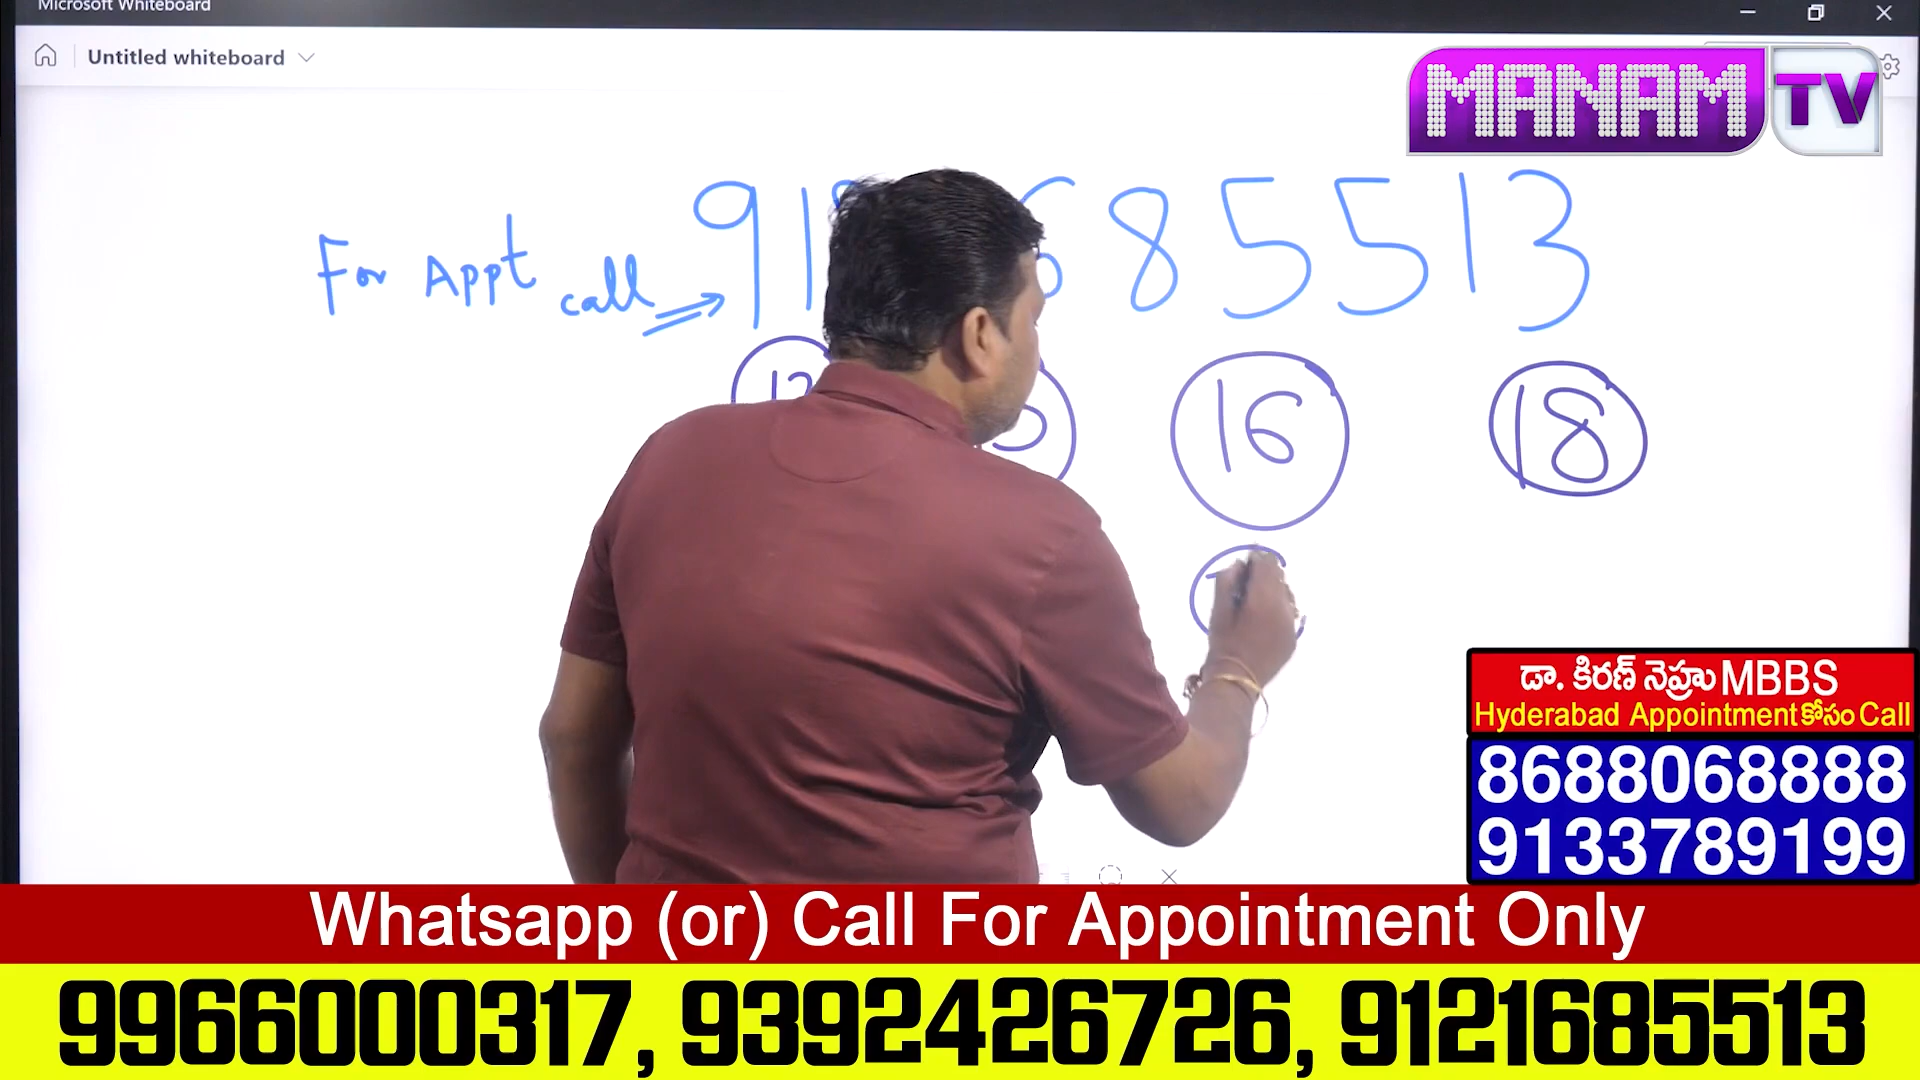 Microsoft Whiteboard
Untitled whiteboard
MANAM TV
For Appt call 91 685513
16 18
డా. కిరణ్ నెహ్రు MBBS
Hyderabad Appointment కోసం Call
8688068888
9133789199
Whatsapp (or) Call For Appointment Only
9966000317, 9392426726, 9121685513